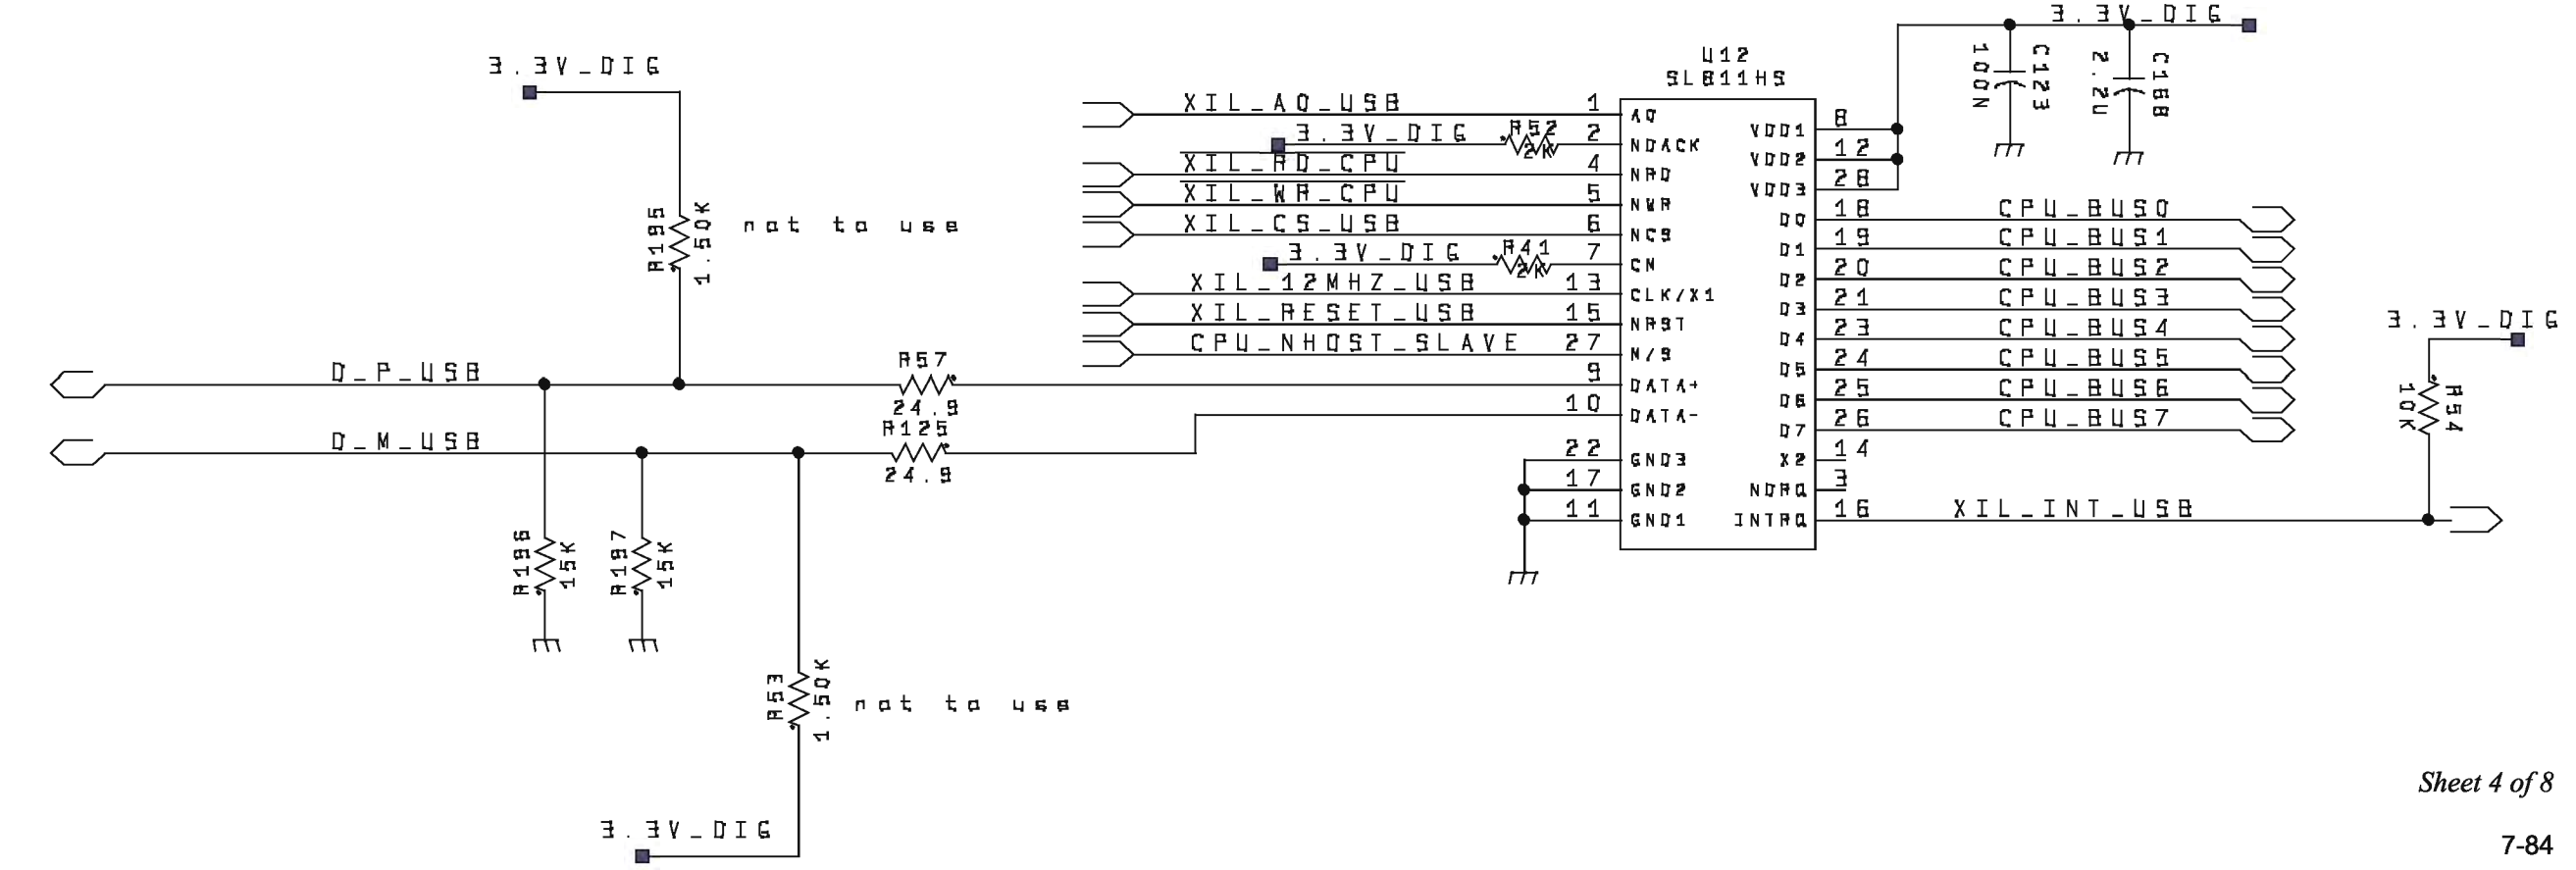 3.3V_DIG
3.3V_DIG
U12
SL811HS
C123
100N
C168
2.2U
XIL_A0_USB
1
A0
3.3V_DIG
R52
2K
2
NDACK
XIL_RD_CPU
4
NRD
XIL_WR_CPU
5
NWR
XIL_CS_USB
6
NCS
3.3V_DIG
R41
2K
7
CM
XIL_12MHZ_USB
13
CLK/X1
XIL_RESET_USB
15
NRST
CPU_NHOST_SLAVE
27
M/S
9
DATA+
10
DATA-
22
GND3
17
GND2
11
GND1
VDD1
8
VDD2
12
VDD3
28
D0
18
CPU_BUS0
D1
19
CPU_BUS1
D2
20
CPU_BUS2
D3
21
CPU_BUS3
D4
23
CPU_BUS4
D5
24
CPU_BUS5
D6
25
CPU_BUS6
D7
26
CPU_BUS7
X2
14
NDRQ
3
INTRQ
16
XIL_INT_USB
3.3V_DIG
R54
10K
R195
1.50K
not to use
D_P_USB
R57
24.9
D_M_USB
R125
24.9
R196
15K
R197
15K
R53
1.50K
not to use
3.3V_DIG
Sheet 4 of 8
7-84